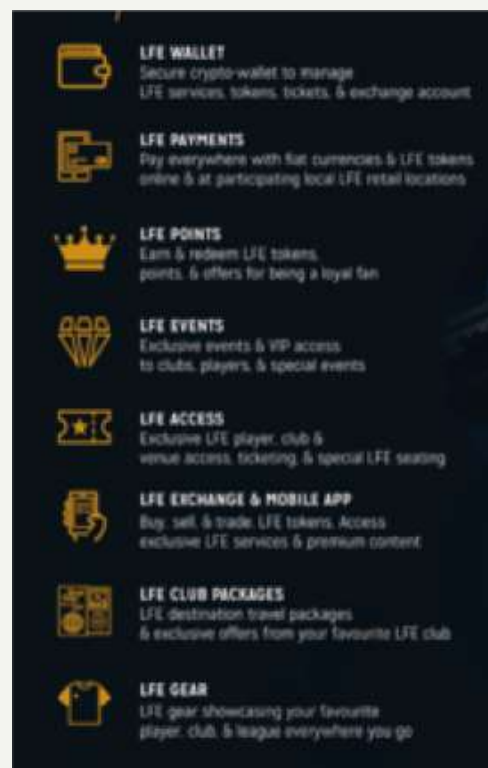 LFE WALLET
Secure crypto-wallet to manage
LFE services, tokens, tickets, & exchange account
LFE PAYMENTS
Pay everywhere with fiat currencies & LFE tokens
online & at participating local LFE retail locations
LFE POINTS
Earn & redeem LFE tokens,
points, & offers for being a loyal fan
LFE EVENTS
Exclusive events & VIP access
to clubs, players, & special events
LFE ACCESS
Exclusive LFE player, club &
venue access, ticketing, & special LFE seating
LFE EXCHANGE & MOBILE APP
Buy, sell, & trade, LFE tokens. Access
exclusive LFE services & premium content
LFE CLUB PACKAGES
LFE destination travel packages
& exclusive offers from your favourite LFE club
LFE GEAR
LFE gear showcasing your favourite
player, club, & league everywhere you go